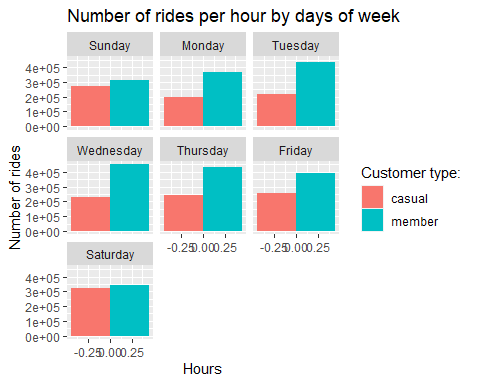 Number of rides per hour by days of week
Sunday Monday Tuesday
4e+05
3e+05
2e+05
1e+05
0e+00
Wednesday Thursday Friday
4e+05
3e+05
2e+05
1e+05
0e+00
-0.25 0.00 0.25 -0.25 0.00 0.25
Saturday
4e+05
3e+05
2e+05
1e+05
0e+00
-0.25 0.00 0.25
Hours
Number of rides
Customer type:
casual
member